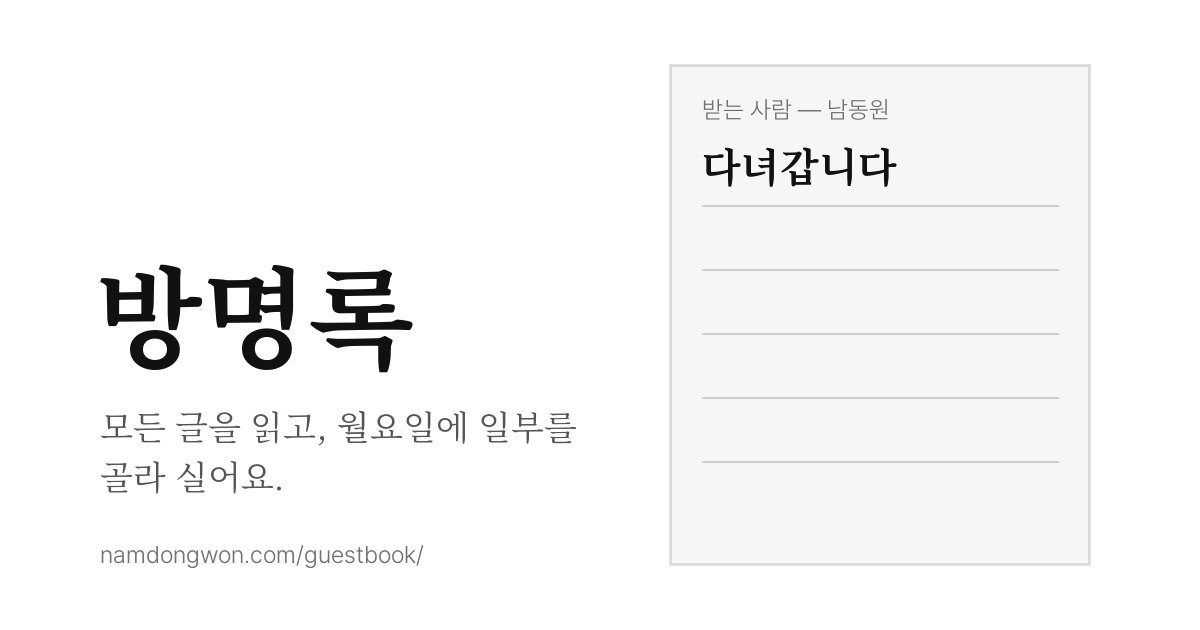 방명록
모든 글을 읽고, 월요일에 일부를
골라 실어요.
namdongwon.com/guestbook/
받는 사람 — 남동원
다녀갑니다